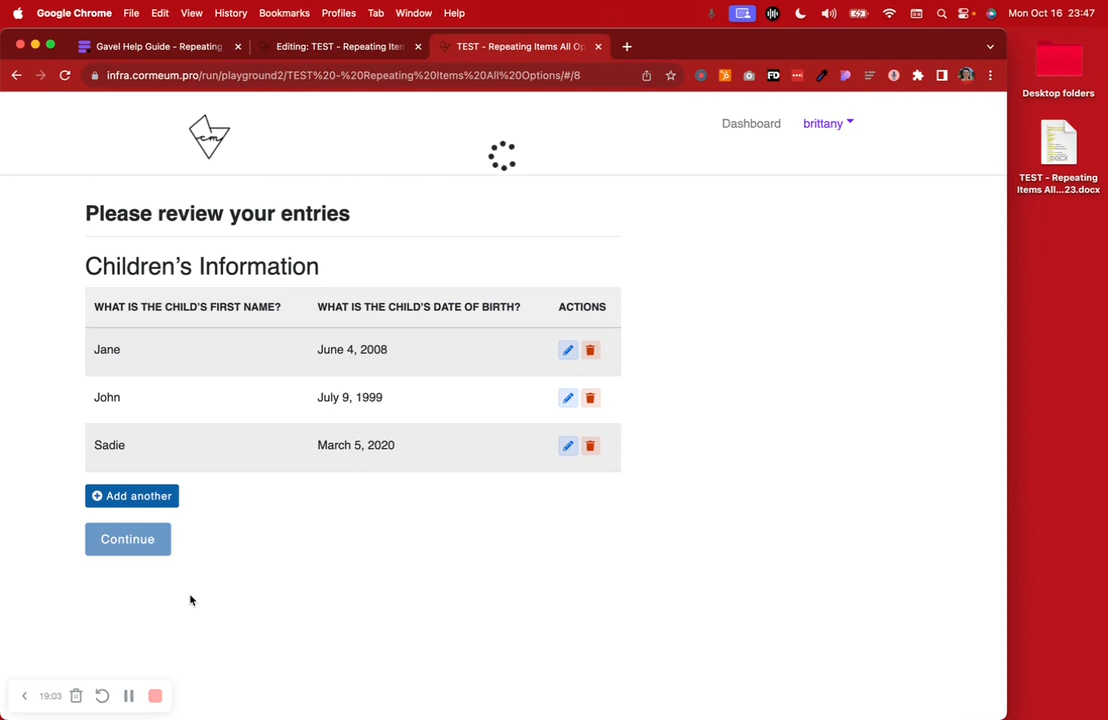 Google Chrome File Edit View History Bookmarks Profiles Tab Window Help Mon Oct 16 23:47
Gavel Help Guide - Repeating Editing: TEST - Repeating Item TEST - Repeating Items All Op
infra.cormeum.pro/run/playground2/TEST%20-%20Repeating%20Items%20All%20Options/#/8
Desktop folders
cm
Dashboard brittany
TEST - Repeating
Items All...23.docx
Please review your entries
Children's Information
WHAT IS THE CHILD'S FIRST NAME? WHAT IS THE CHILD'S DATE OF BIRTH? ACTIONS
Jane June 4, 2008
John July 9, 1999
Sadie March 5, 2020
Add another
Continue
19:03